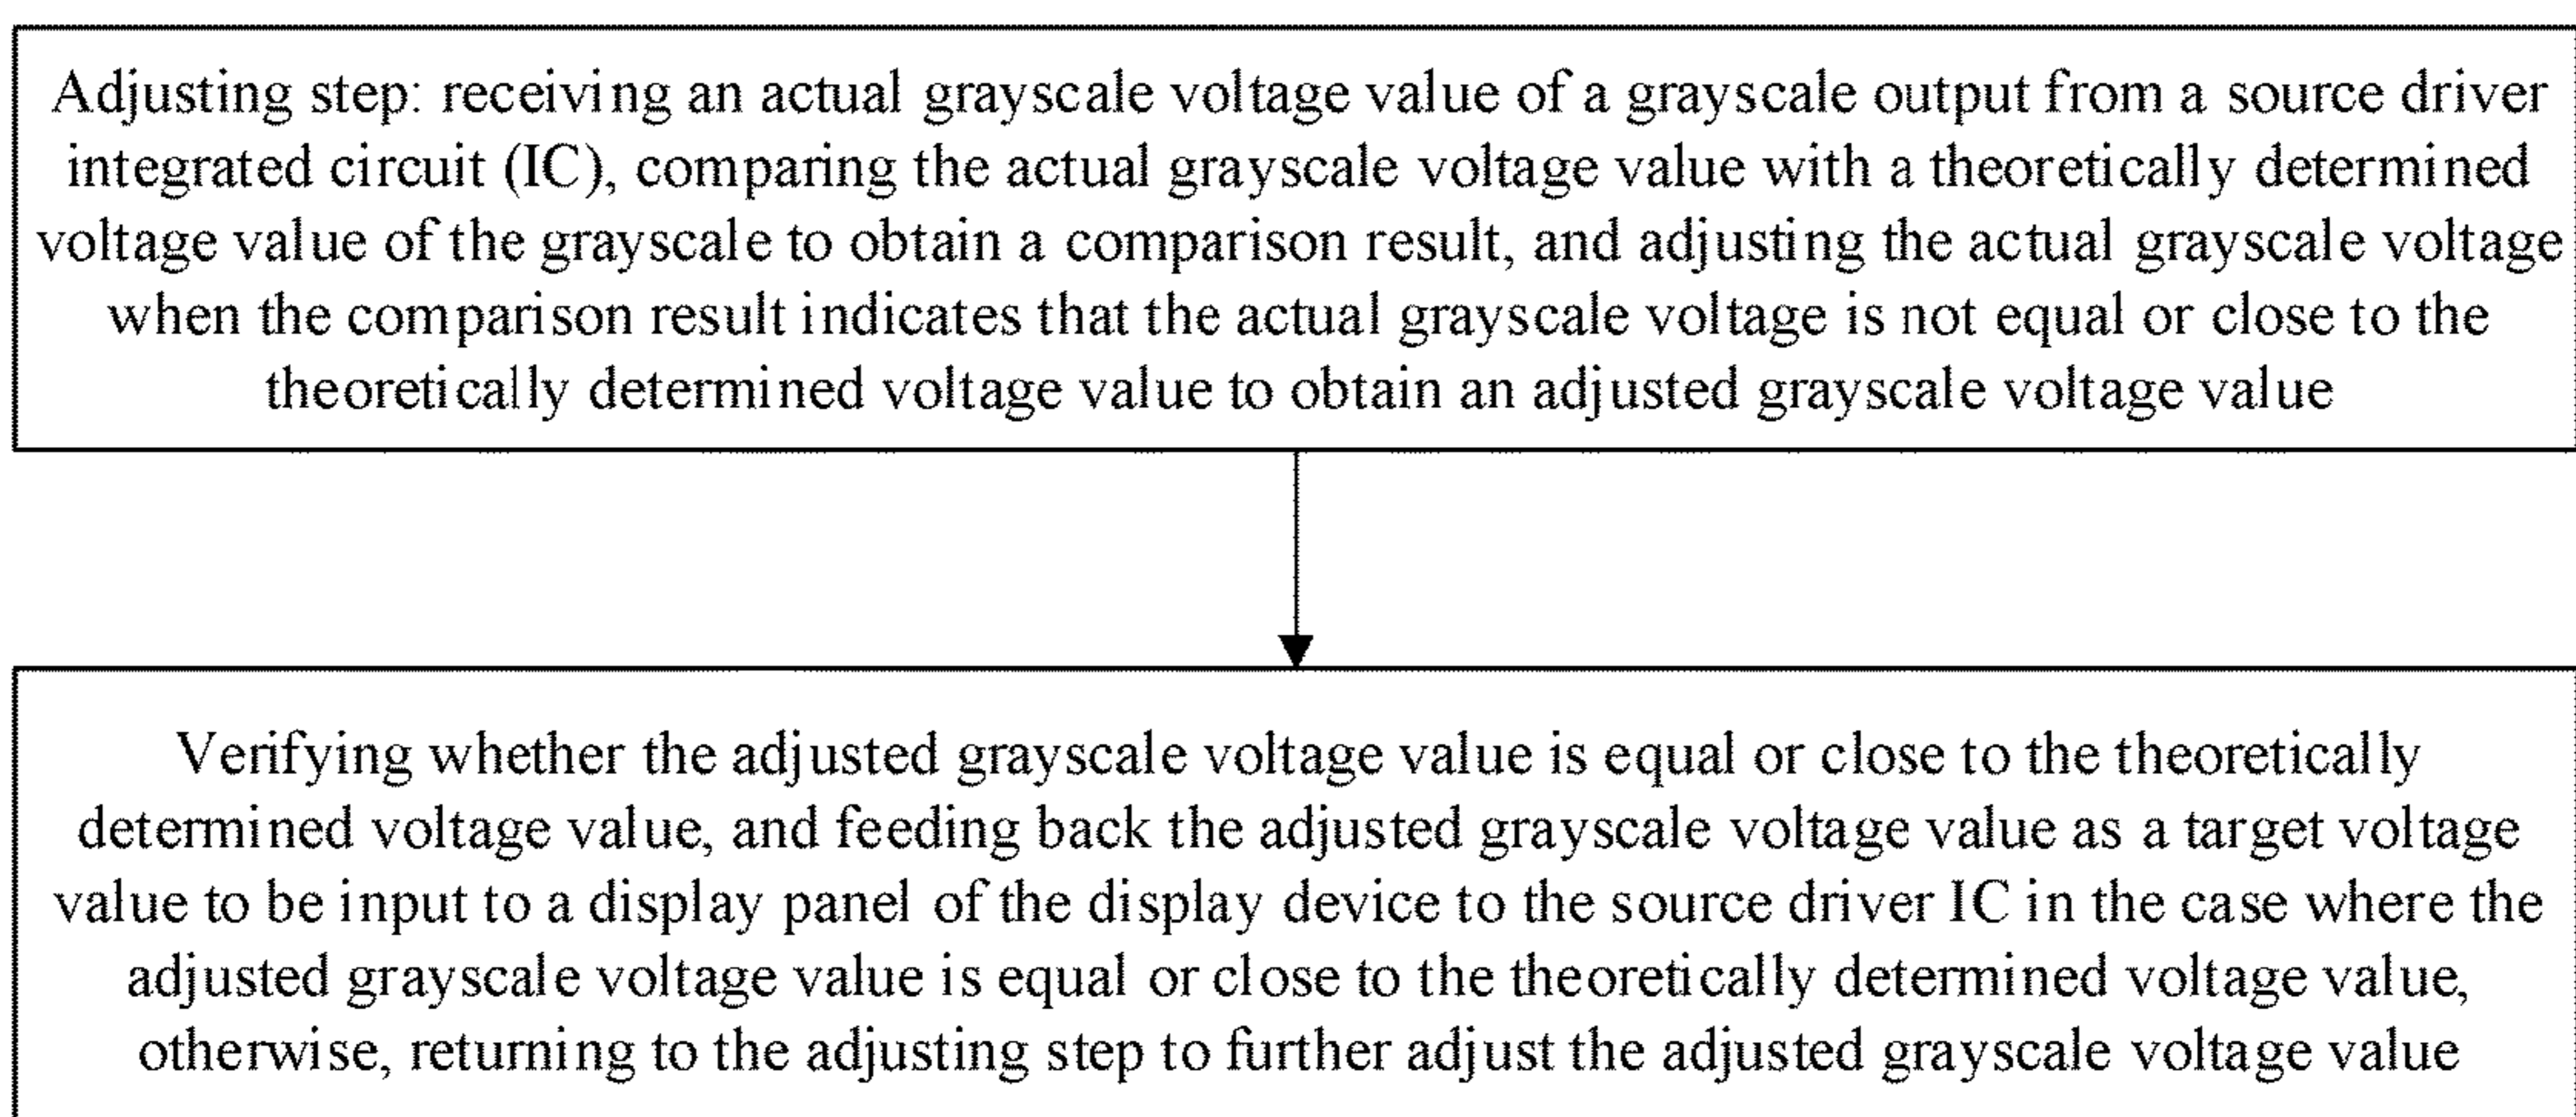 Adjusting step: receiving an actual grayscale voltage value of a grayscale output from a source driver
integrated circuit (IC), comparing the actual grayscale voltage value with a theoretically determined
voltage value of the grayscale to obtain a comparison result, and adjusting the actual grayscale voltage
when the comparison result indicates that the actual grayscale voltage is not equal or close to the
theoretically determined voltage value to obtain an adjusted grayscale voltage value
Verifying whether the adjusted grayscale voltage value is equal or close to the theoretically
determined voltage value, and feeding back the adjusted grayscale voltage value as a target voltage
value to be input to a display panel of the display device to the source driver IC in the case where the
adjusted grayscale voltage value is equal or close to the theoretically determined voltage value,
otherwise, returning to the adjusting step to further adjust the adjusted grayscale voltage value